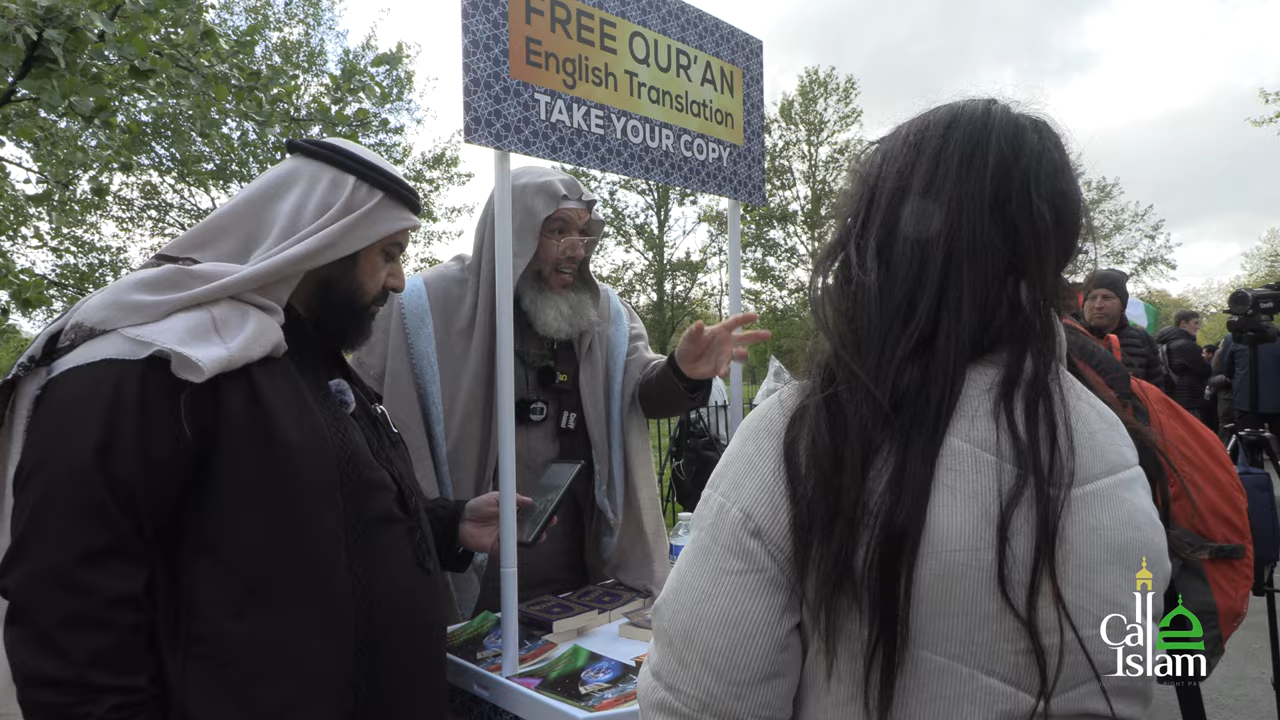 FREE QUR'AN
English Translation
TAKE YOUR COPY
Call
Islam